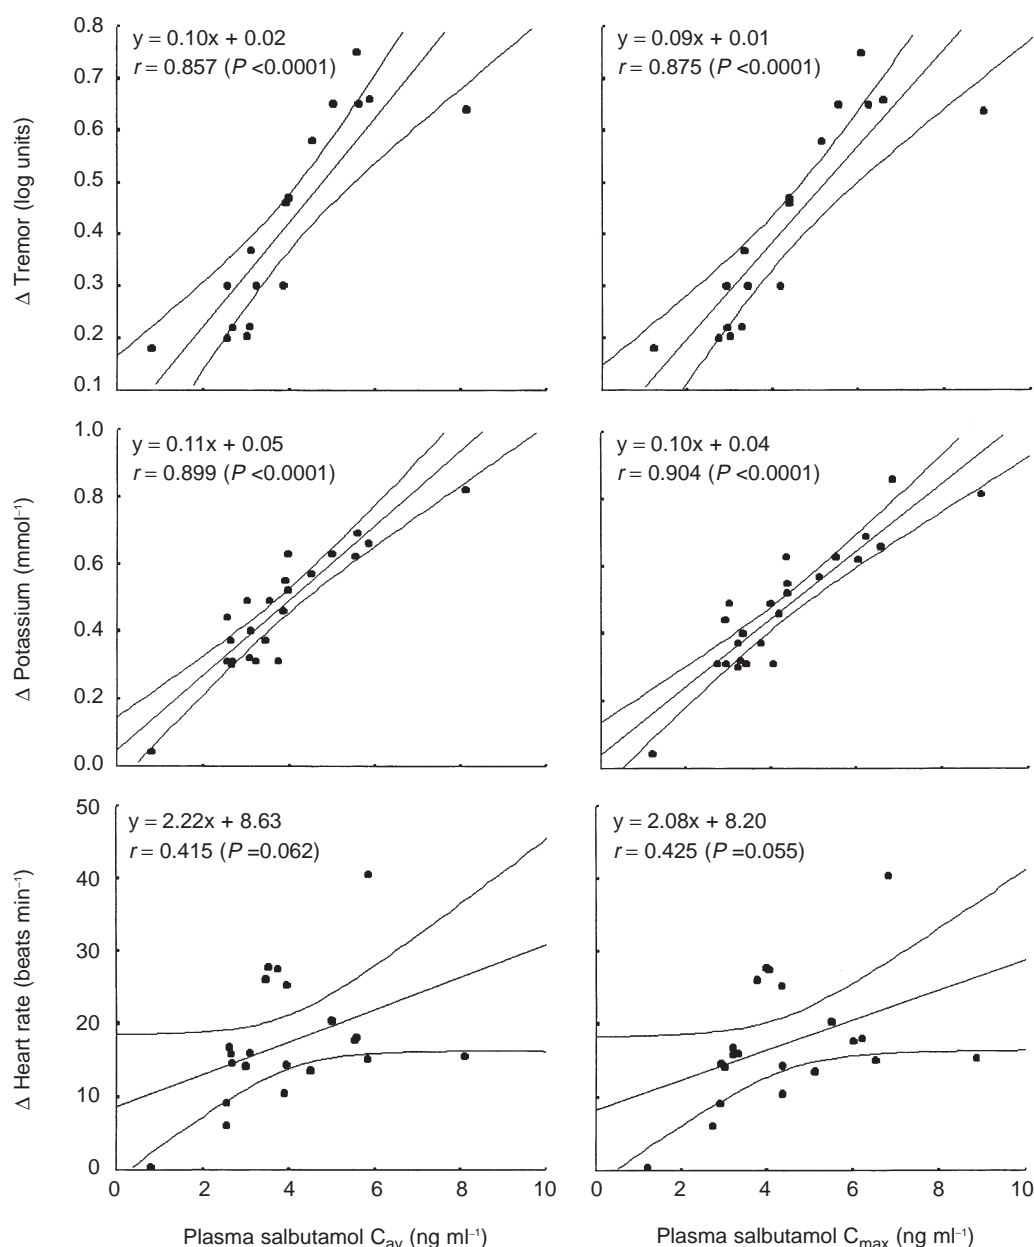 0.8
0.7
0.6
0.5
0.4
0.3
0.2
0.1
Δ Tremor (log units)
y = 0.10x + 0.02
r = 0.857 (P <0.0001)
y = 0.09x + 0.01
r = 0.875 (P <0.0001)
1.0
0.8
0.6
0.4
0.2
0.0
Δ Potassium (mmol⁻¹)
y = 0.11x + 0.05
r = 0.899 (P <0.0001)
y = 0.10x + 0.04
r = 0.904 (P <0.0001)
50
40
30
20
10
0
Δ Heart rate (beats min⁻¹)
y = 2.22x + 8.63
r = 0.415 (P =0.062)
y = 2.08x + 8.20
r = 0.425 (P =0.055)
0 2 4 6 8 10
0 2 4 6 8 10
Plasma salbutamol Cav (ng ml⁻¹)
Plasma salbutamol Cmax (ng ml⁻¹)